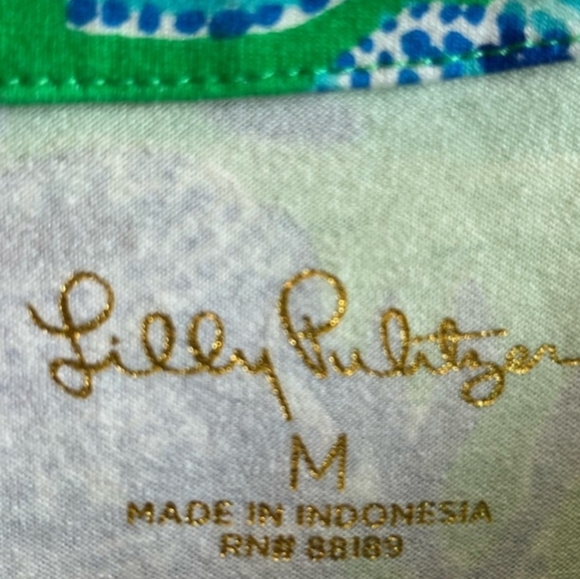 Lilly Pulitzer
M
MADE IN INDONESIA
RN# 88189